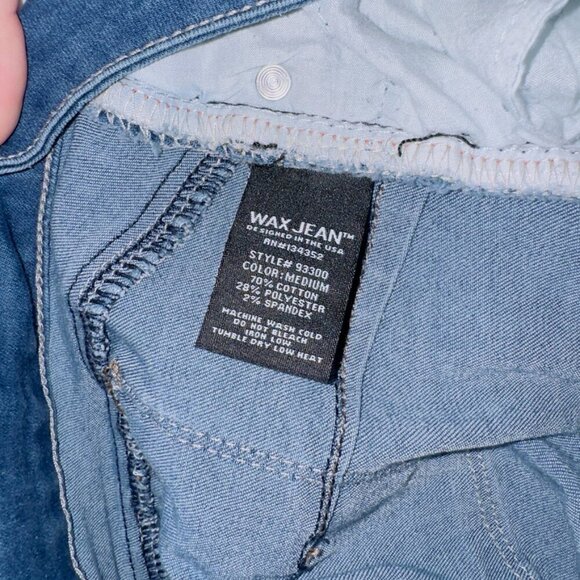 WAX JEAN™
DESIGNED IN THE USA
RN#134352
STYLE# 93300
COLOR: MEDIUM
70% COTTON
28% POLYESTER
2% SPANDEX
MACHINE WASH COLD
DO NOT BLEACH
IRON LOW
TUMBLE DRY LOW HEAT